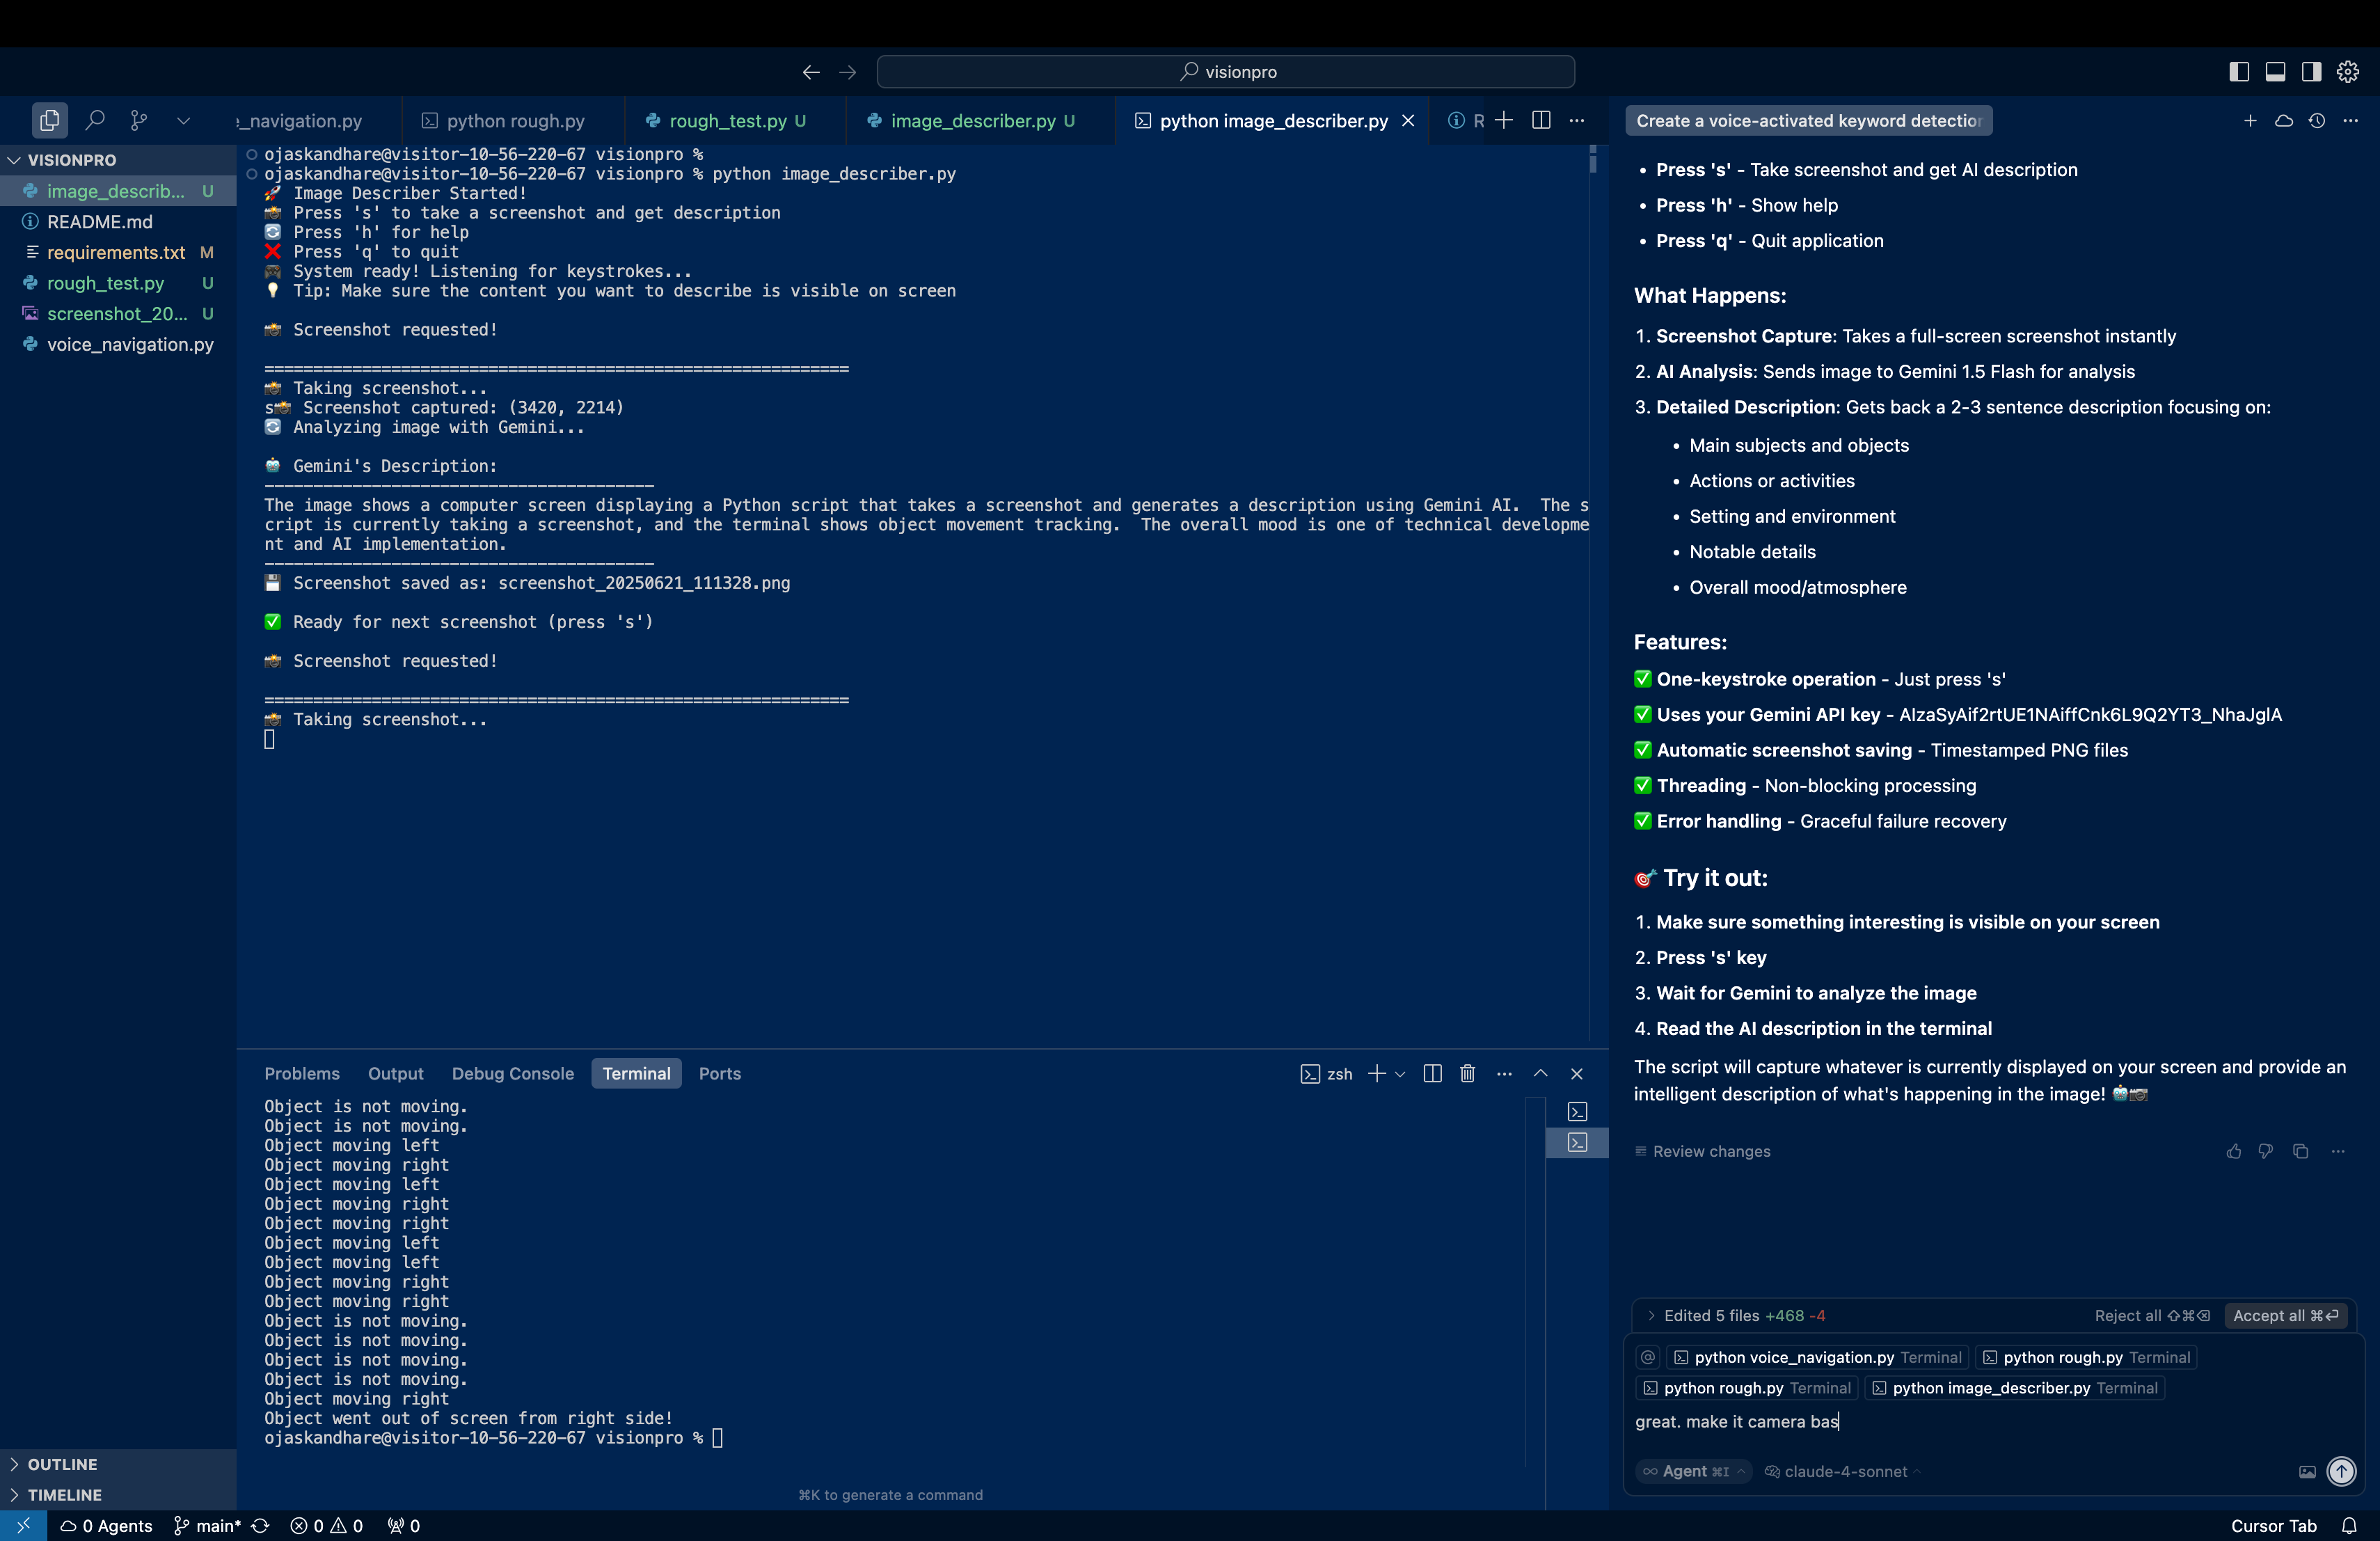 visionpro
e_navigation.py
python rough.py
rough_test.py U
image_describer.py U
python image_describer.py
R
Create a voice-activated keyword detection
VISIONPRO
image_describ... U
README.md
requirements.txt M
rough_test.py U
screenshot_20... U
voice_navigation.py
OUTLINE
TIMELINE
ojaskandhare@visitor-10-56-220-67 visionpro %
ojaskandhare@visitor-10-56-220-67 visionpro % python image_describer.py
🚀 Image Describer Started!
📸 Press 's' to take a screenshot and get description
🔄 Press 'h' for help
❌ Press 'q' to quit
🎮 System ready! Listening for keystrokes...
💡 Tip: Make sure the content you want to describe is visible on screen
📸 Screenshot requested!
============================================================
📸 Taking screenshot...
s📸 Screenshot captured: (3420, 2214)
🔄 Analyzing image with Gemini...
🤖 Gemini's Description:
----------------------------------------
The image shows a computer screen displaying a Python script that takes a screenshot and generates a description using Gemini AI.  The s
cript is currently taking a screenshot, and the terminal shows object movement tracking.  The overall mood is one of technical developme
nt and AI implementation.
----------------------------------------
💾 Screenshot saved as: screenshot_20250621_111328.png
✅ Ready for next screenshot (press 's')
📸 Screenshot requested!
============================================================
📸 Taking screenshot...
Problems Output Debug Console Terminal Ports
zsh
Object is not moving.
Object is not moving.
Object moving left
Object moving right
Object moving left
Object moving right
Object moving right
Object moving left
Object moving left
Object moving right
Object moving right
Object is not moving.
Object is not moving.
Object is not moving.
Object is not moving.
Object moving right
Object went out of screen from right side!
ojaskandhare@visitor-10-56-220-67 visionpro %
⌘K to generate a command
• Press 's' - Take screenshot and get AI description
• Press 'h' - Show help
• Press 'q' - Quit application
What Happens:
1. Screenshot Capture: Takes a full-screen screenshot instantly
2. AI Analysis: Sends image to Gemini 1.5 Flash for analysis
3. Detailed Description: Gets back a 2-3 sentence description focusing on:
• Main subjects and objects
• Actions or activities
• Setting and environment
• Notable details
• Overall mood/atmosphere
Features:
✅ One-keystroke operation - Just press 's'
✅ Uses your Gemini API key - AIzaSyAif2rtUE1NAiffCnk6L9Q2YT3_NhaJglA
✅ Automatic screenshot saving - Timestamped PNG files
✅ Threading - Non-blocking processing
✅ Error handling - Graceful failure recovery
🎯 Try it out:
1. Make sure something interesting is visible on your screen
2. Press 's' key
3. Wait for Gemini to analyze the image
4. Read the AI description in the terminal
The script will capture whatever is currently displayed on your screen and provide an
intelligent description of what's happening in the image! 🤖📸
Review changes
Edited 5 files +468 -4 Reject all ⇧⌘⌫ Accept all ⌘⏎
@ python voice_navigation.py Terminal python rough.py Terminal
python rough.py Terminal python image_describer.py Terminal
great. make it camera bas
∞ Agent ⌘I claude-4-sonnet
0 Agents main* 0 0 0
Cursor Tab